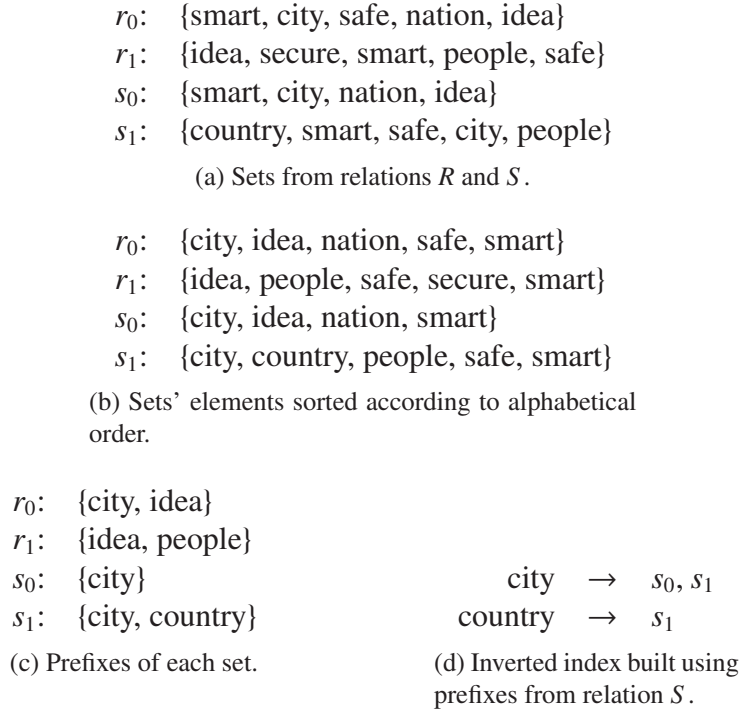 r0: {smart, city, safe, nation, idea}
r1: {idea, secure, smart, people, safe}
s0: {smart, city, nation, idea}
s1: {country, smart, safe, city, people}
(a) Sets from relations R and S.
r0: {city, idea, nation, safe, smart}
r1: {idea, people, safe, secure, smart}
s0: {city, idea, nation, smart}
s1: {city, country, people, safe, smart}
(b) Sets' elements sorted according to alphabetical
order.
r0: {city, idea}
r1: {idea, people}
s0: {city}
s1: {city, country}
(c) Prefixes of each set.
city → s0, s1
country → s1
(d) Inverted index built using
prefixes from relation S.